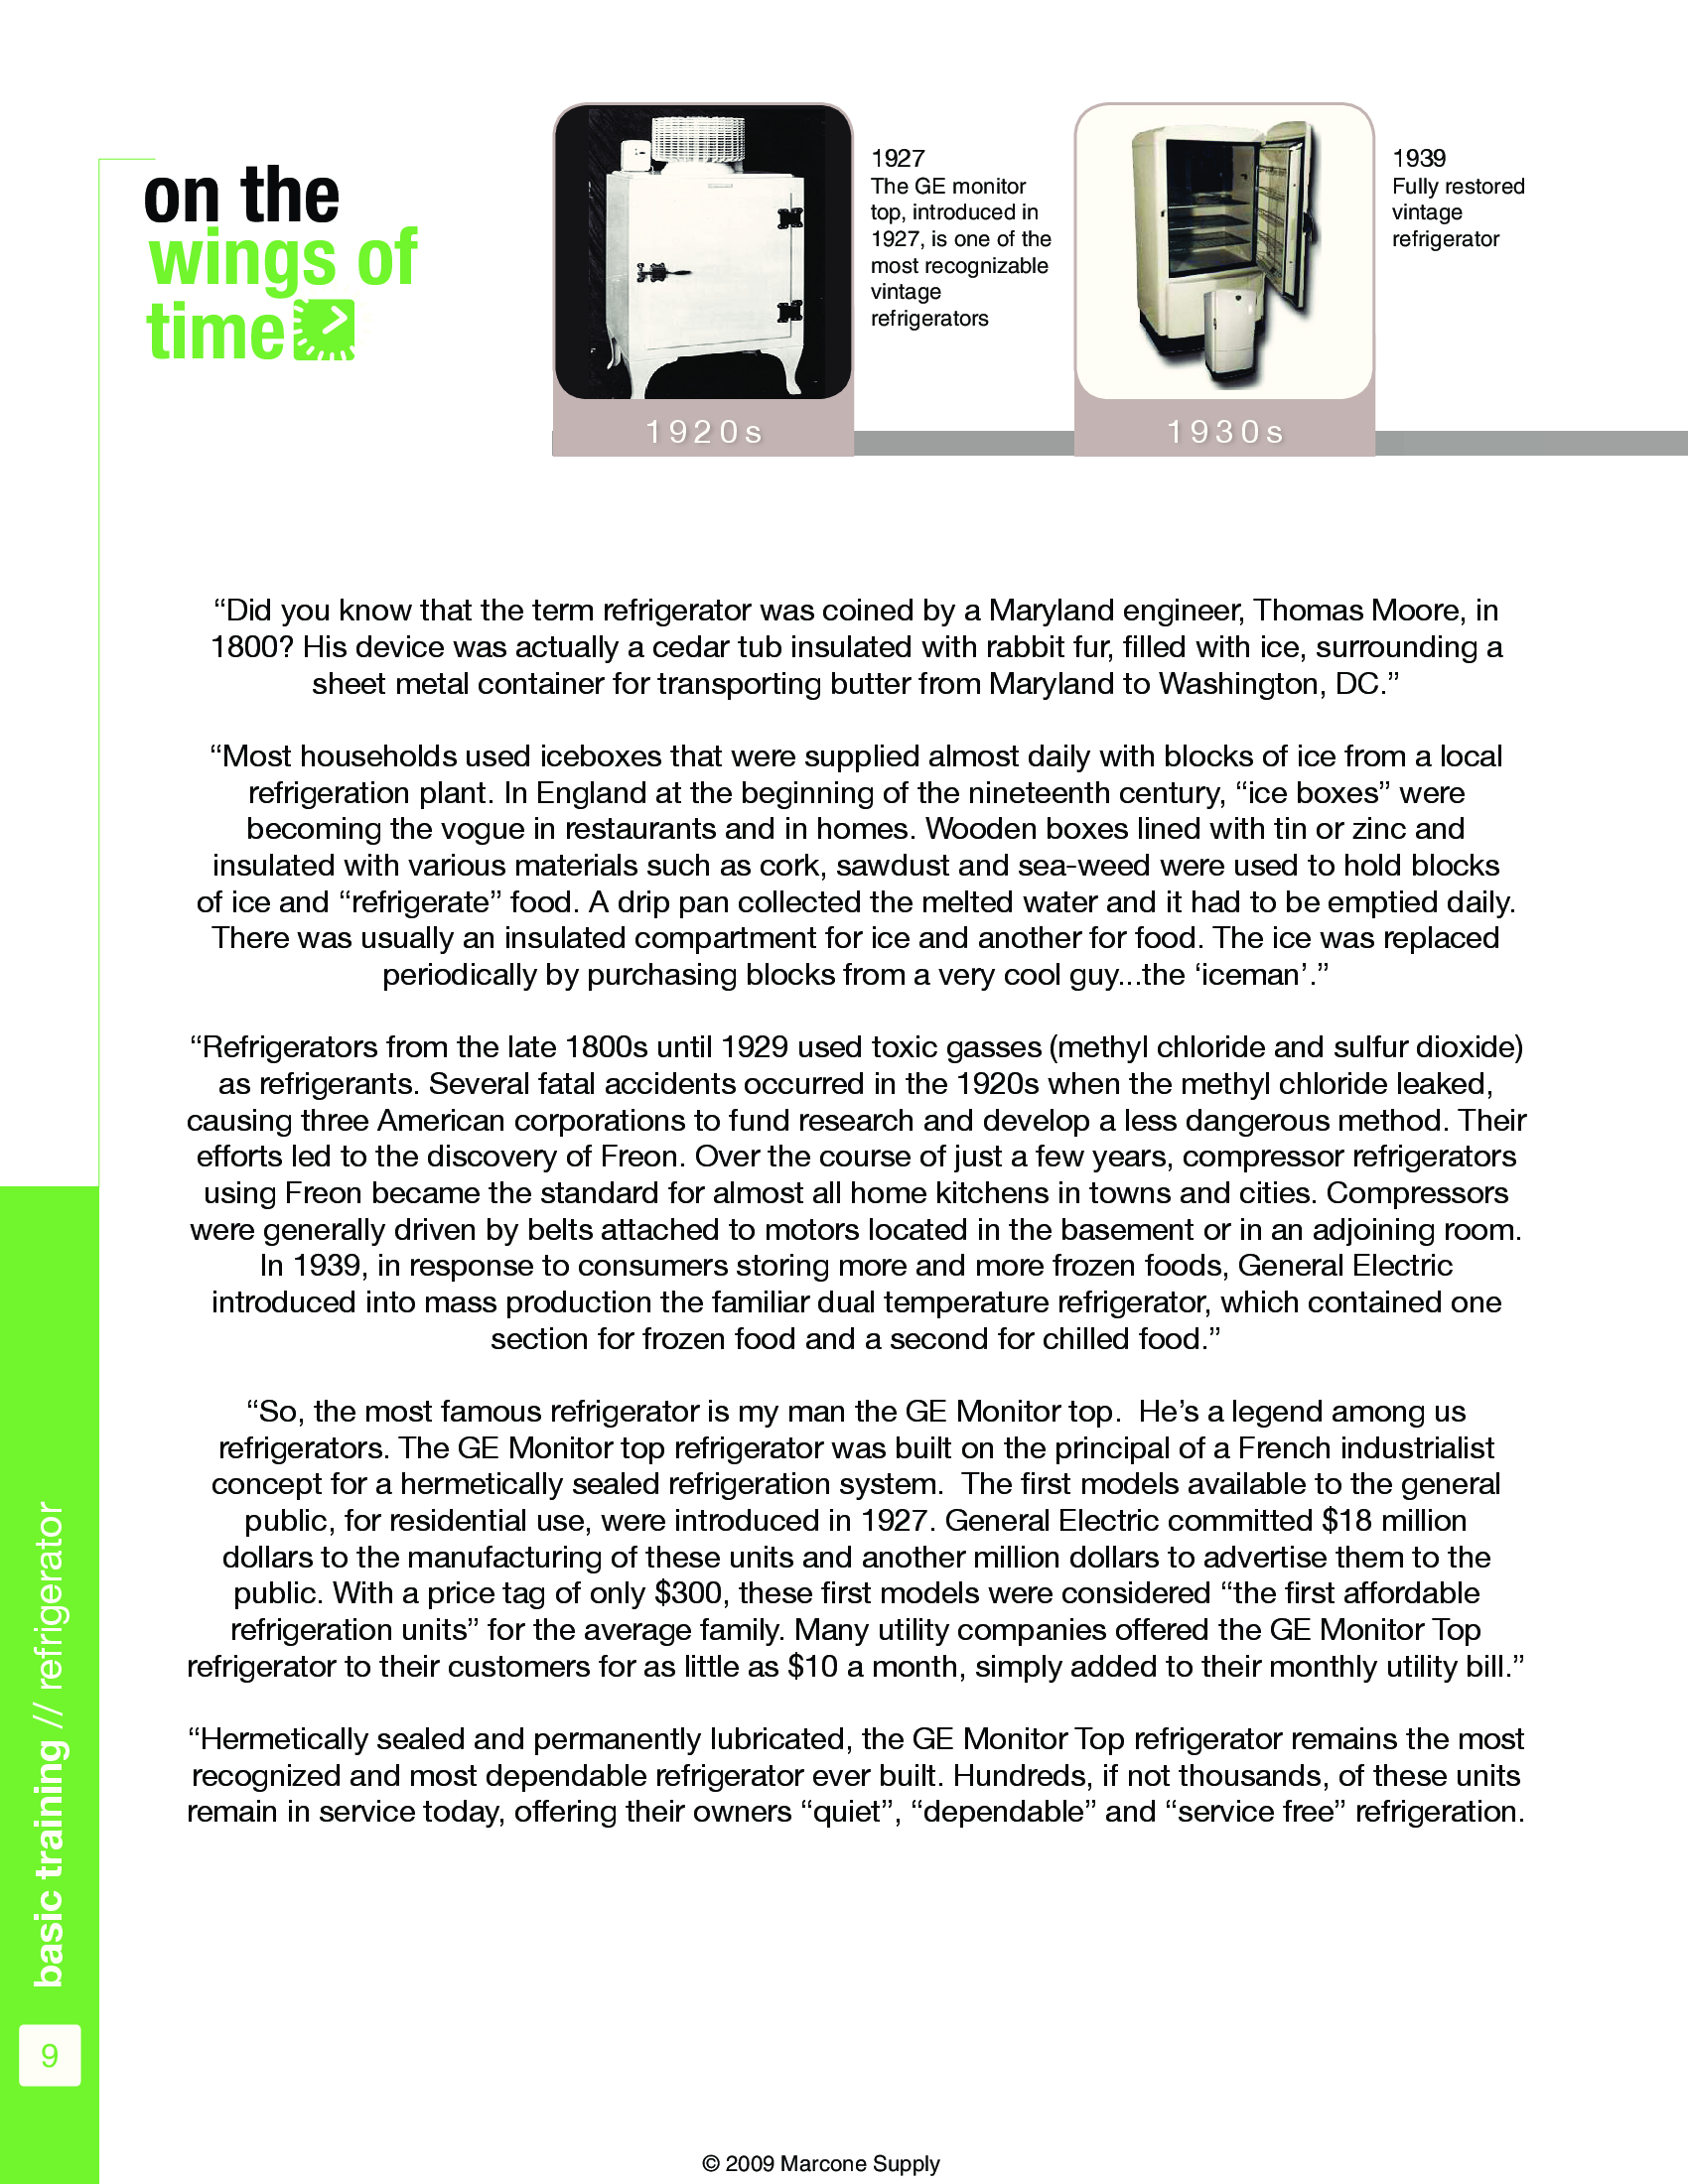 on the
wings of
time
1927
The GE monitor
top, introduced in
1927, is one of the
most recognizable
vintage
refrigerators
1939
Fully restored
vintage
refrigerator
1920s
1930s
“Did you know that the term refrigerator was coined by a Maryland engineer, Thomas Moore, in
1800? His device was actually a cedar tub insulated with rabbit fur, filled with ice, surrounding a
sheet metal container for transporting butter from Maryland to Washington, DC.”
“Most households used iceboxes that were supplied almost daily with blocks of ice from a local
refrigeration plant. In England at the beginning of the nineteenth century, “ice boxes” were
becoming the vogue in restaurants and in homes. Wooden boxes lined with tin or zinc and
insulated with various materials such as cork, sawdust and sea-weed were used to hold blocks
of ice and “refrigerate” food. A drip pan collected the melted water and it had to be emptied daily.
There was usually an insulated compartment for ice and another for food. The ice was replaced
periodically by purchasing blocks from a very cool guy...the ‘iceman’.”
“Refrigerators from the late 1800s until 1929 used toxic gasses (methyl chloride and sulfur dioxide)
as refrigerants. Several fatal accidents occurred in the 1920s when the methyl chloride leaked,
causing three American corporations to fund research and develop a less dangerous method. Their
efforts led to the discovery of Freon. Over the course of just a few years, compressor refrigerators
using Freon became the standard for almost all home kitchens in towns and cities. Compressors
were generally driven by belts attached to motors located in the basement or in an adjoining room.
In 1939, in response to consumers storing more and more frozen foods, General Electric
introduced into mass production the familiar dual temperature refrigerator, which contained one
section for frozen food and a second for chilled food.”
“So, the most famous refrigerator is my man the GE Monitor top.  He’s a legend among us
refrigerators. The GE Monitor top refrigerator was built on the principal of a French industrialist
concept for a hermetically sealed refrigeration system.  The first models available to the general
public, for residential use, were introduced in 1927. General Electric committed $18 million
dollars to the manufacturing of these units and another million dollars to advertise them to the
public. With a price tag of only $300, these first models were considered “the first affordable
refrigeration units” for the average family. Many utility companies offered the GE Monitor Top
refrigerator to their customers for as little as $10 a month, simply added to their monthly utility bill.”
“Hermetically sealed and permanently lubricated, the GE Monitor Top refrigerator remains the most
recognized and most dependable refrigerator ever built. Hundreds, if not thousands, of these units
remain in service today, offering their owners “quiet”, “dependable” and “service free” refrigeration.
basic training // refrigerator
9
© 2009 Marcone Supply